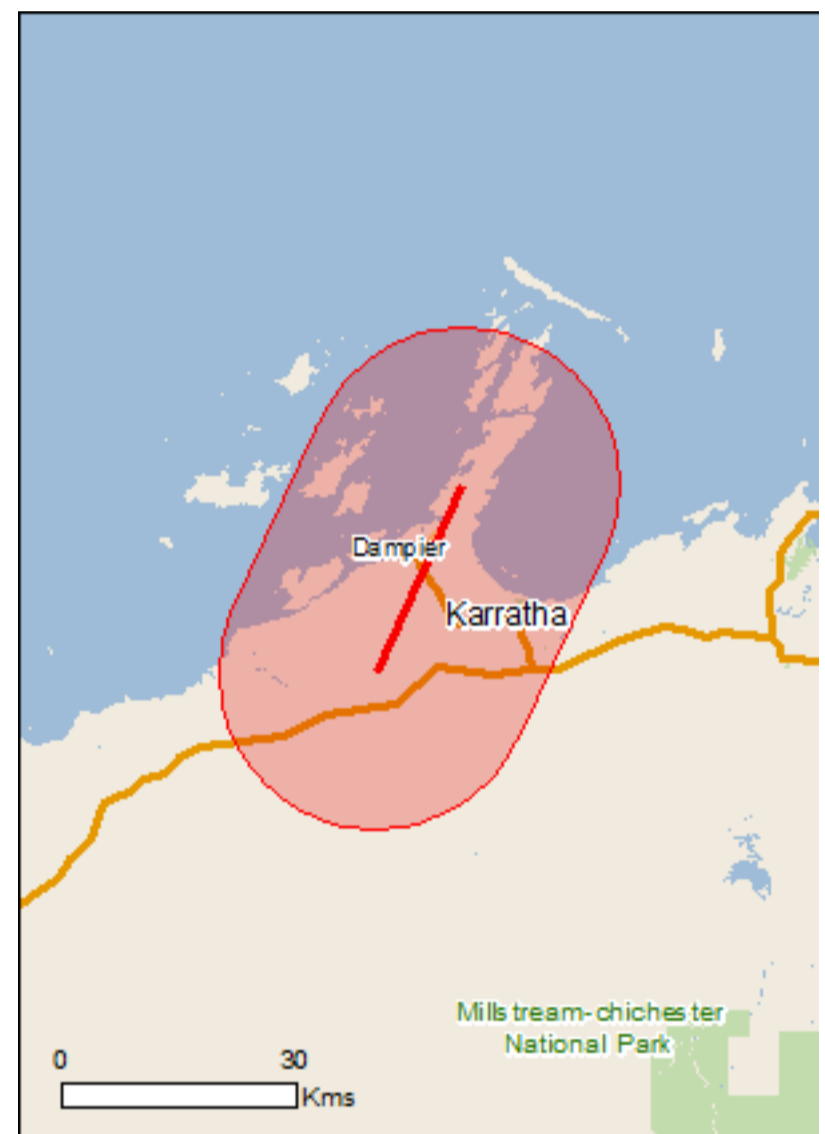 Dampier
Karratha
Millstream-chichester
National Park
0 30
Kms